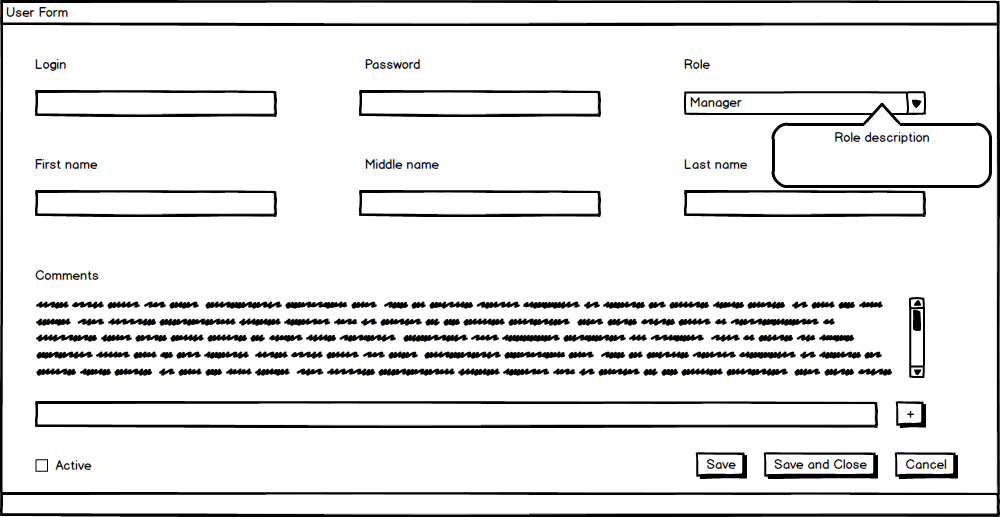 User Form
Login
Password
Role
Manager
Role description
First name
Middle name
Last name
Comments
+
Active
Save
Save and Close
Cancel